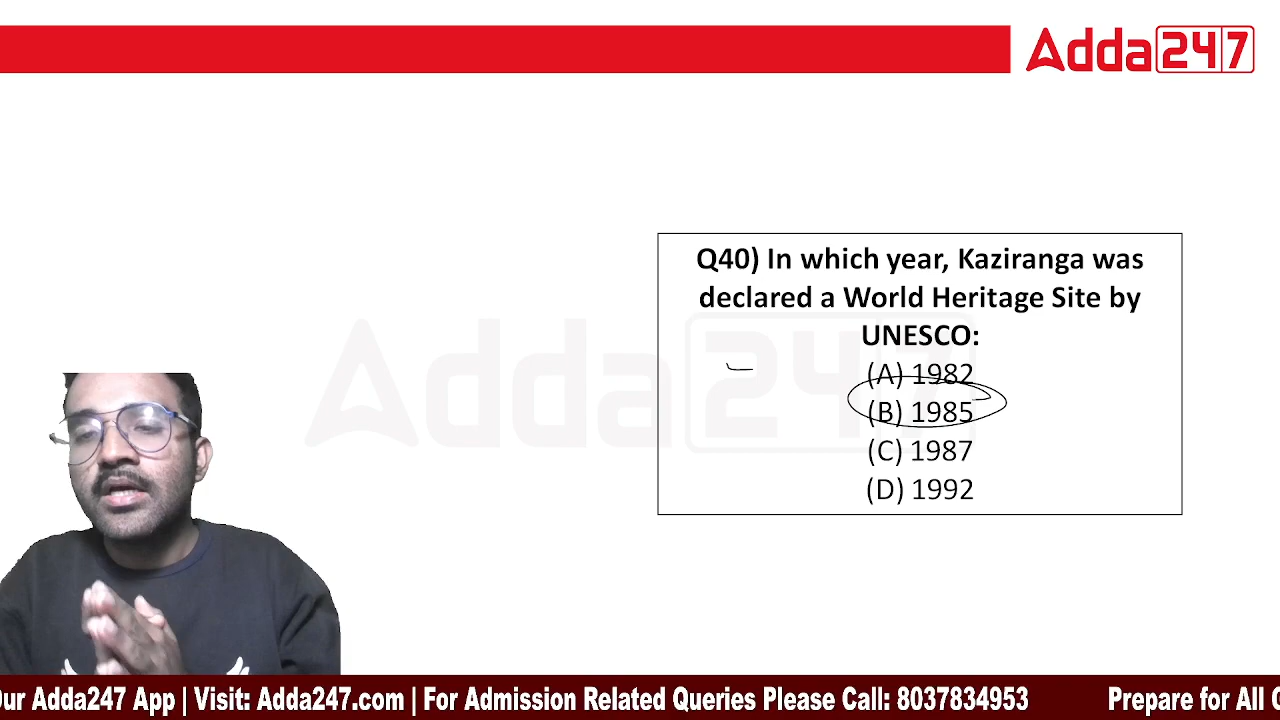 Adda247
Q40) In which year, Kaziranga was
declared a World Heritage Site by
UNESCO:
(A) 1982
(B) 1985
(C) 1987
(D) 1992
Adda247
Our Adda247 App | Visit: Adda247.com | For Admission Related Queries Please Call: 8037834953 Prepare for All